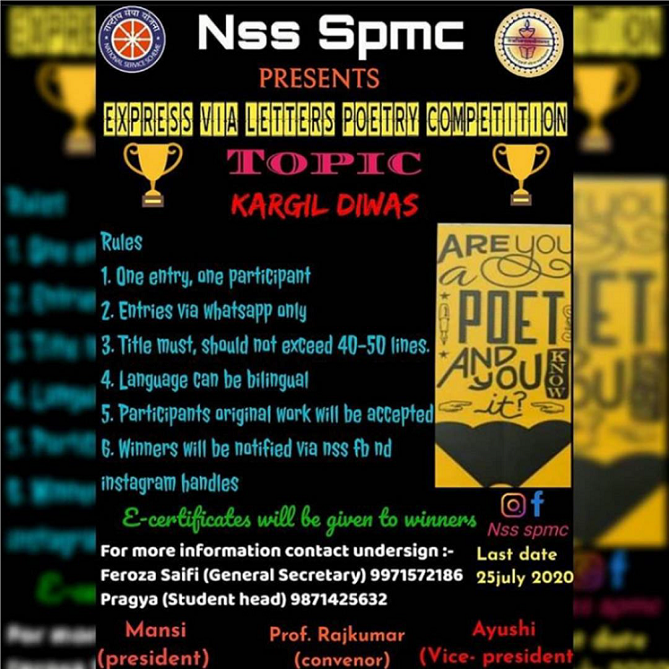 राष्ट्रीय सेवा योजना
NATIONAL SERVICE SCHEME
Nss Spmc
PRESENTS
EXPRESS VIA LETTERS POETRY COMPETITION
TOPIC
KARGIL DIWAS
Rules
1. One entry, one participant
2. Entries via whatsapp only
3. Title must, should not exceed 40-50 lines.
4. Language can be bilingual
5. Participants original work will be accepted
6. Winners will be notified via nss fb nd
instagram handles
ARE YOU
a
POET
AND
YOU
KNOW
it?
E-certificates will be given to winners
Nss spmc
For more information contact undersign :-
Feroza Saifi (General Secretary) 9971572186
Pragya (Student head) 9871425632
Last date
25july 2020
Mansi
(president)
Prof. Rajkumar
(convenor)
Ayushi
(Vice- president